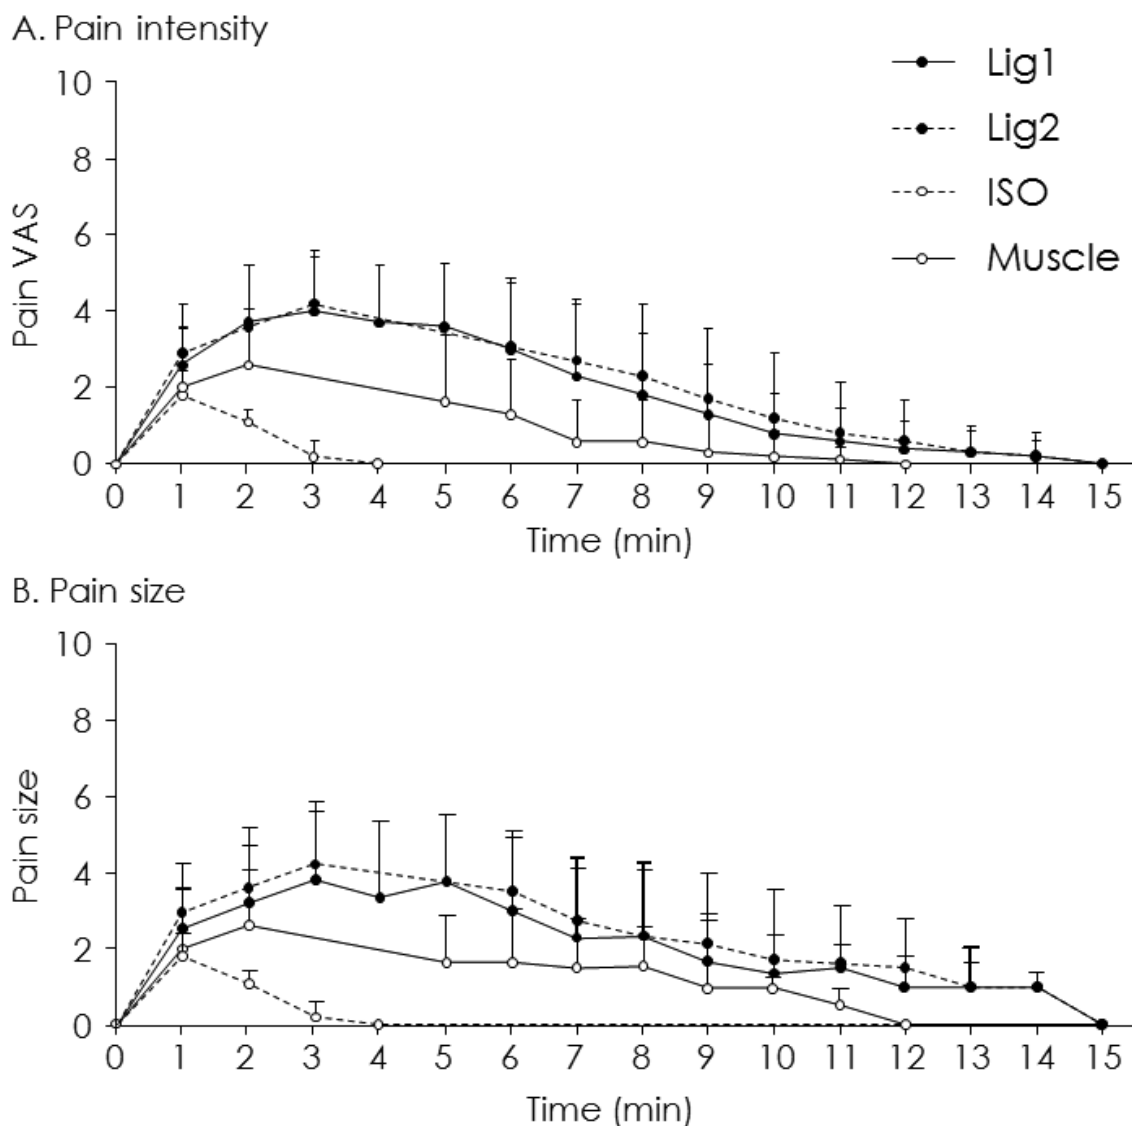 A. Pain intensity
Lig1
Lig2
ISO
Muscle
10
8
6
4
2
0
Pain VAS
0 1 2 3 4 5 6 7 8 9 10 11 12 13 14 15
Time (min)
B. Pain size
10
8
6
4
2
0
Pain size
0 1 2 3 4 5 6 7 8 9 10 11 12 13 14 15
Time (min)